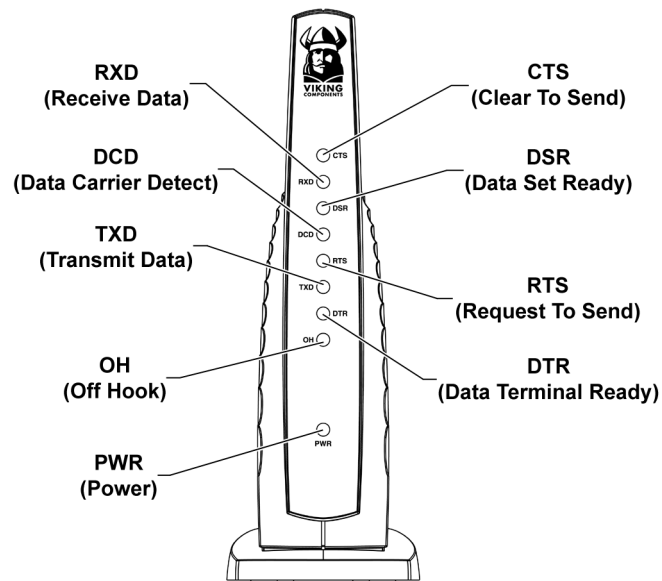 VIKING
COMPONENTS
RXD
(Receive Data)
DCD
(Data Carrier Detect)
TXD
(Transmit Data)
OH
(Off Hook)
PWR
(Power)
CTS
(Clear To Send)
DSR
(Data Set Ready)
RTS
(Request To Send)
DTR
(Data Terminal Ready)
CTS
RXD
DSR
DCD
RTS
TXD
DTR
OH
PWR